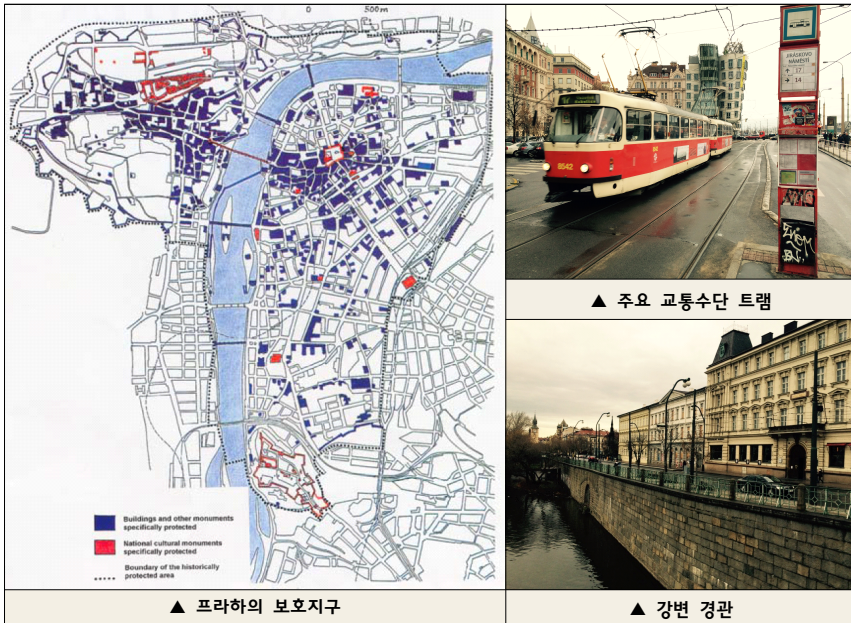 0 500m
Buildings and other monuments
specifically protected
National cultural monuments
specifically protected
Boundary of the historically
protected area
▲ 프라하의 보호지구
JIRÁSKOVO
NÁMĚSTÍ
17
14
8542
▲ 주요 교통수단 트램
▲ 강변 경관